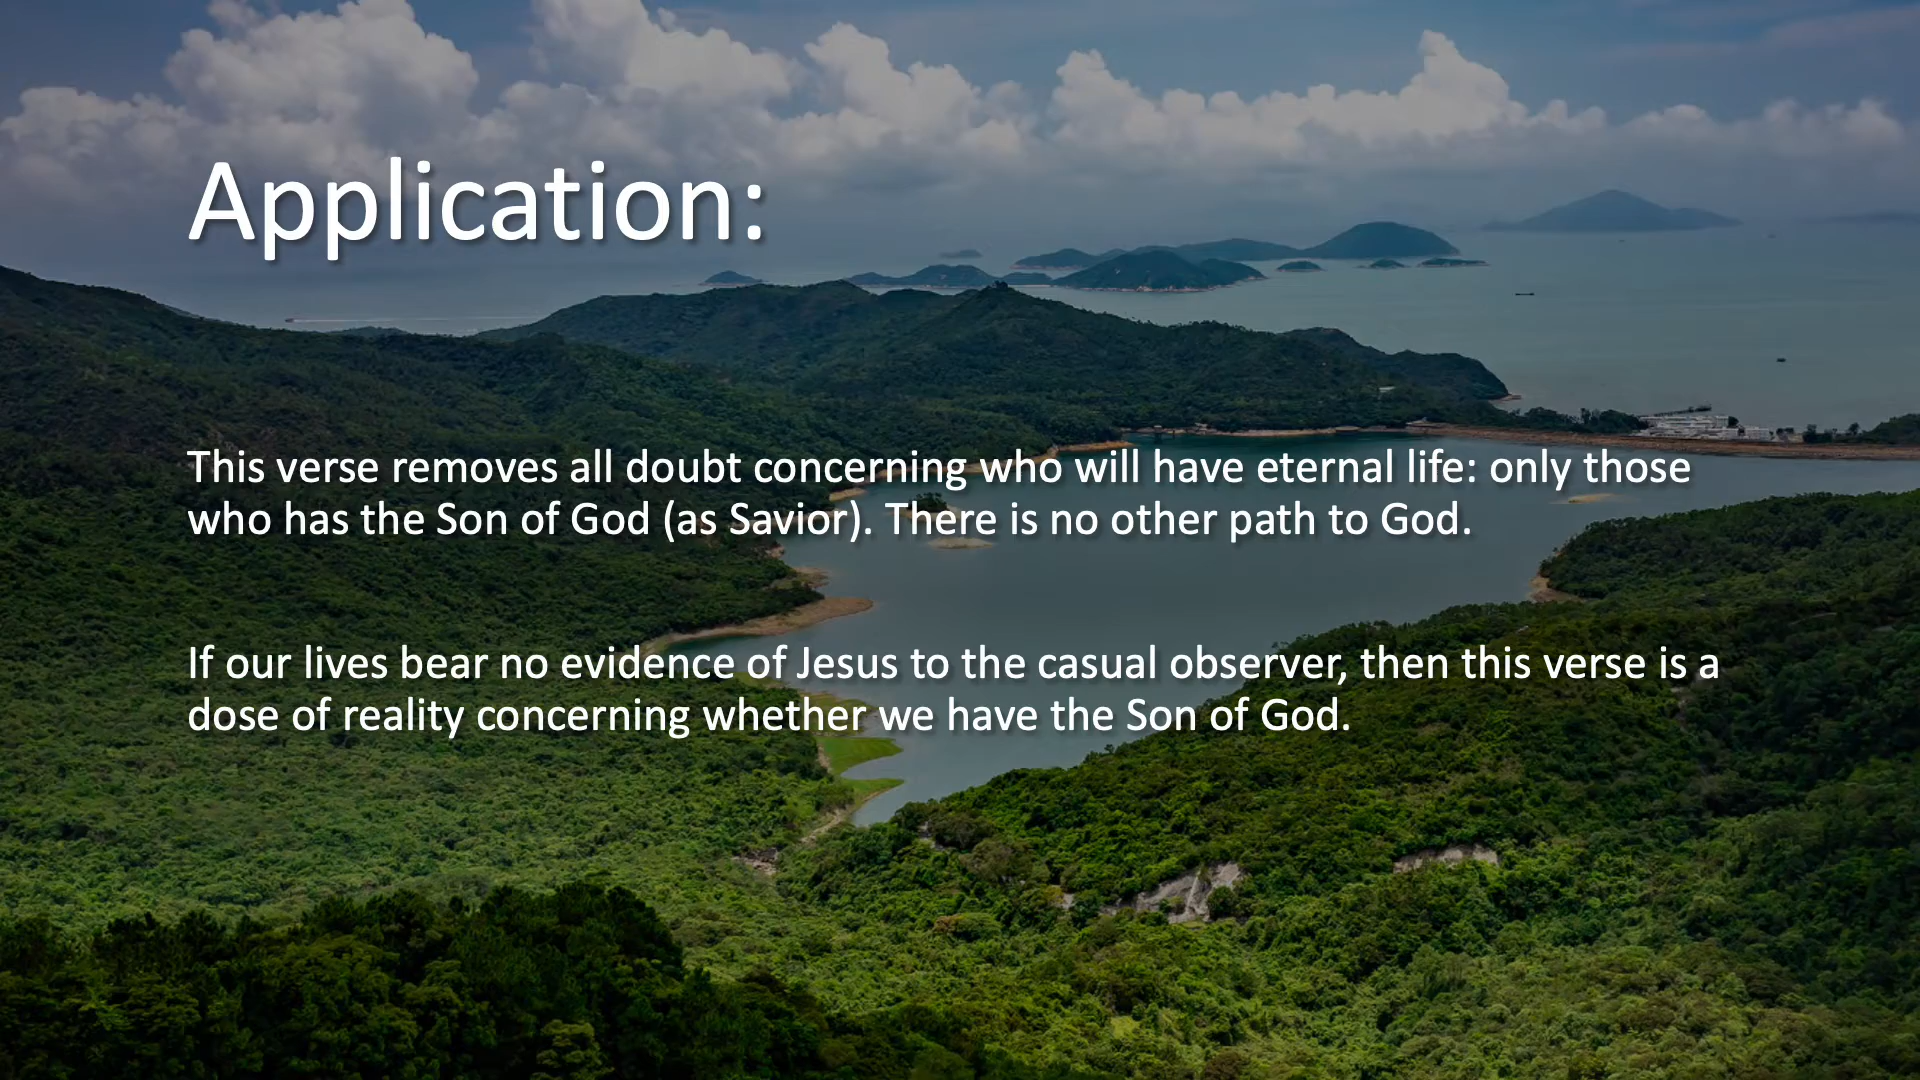 Application:
This verse removes all doubt concerning who will have eternal life: only those
who has the Son of God (as Savior). There is no other path to God.
If our lives bear no evidence of Jesus to the casual observer, then this verse is a
dose of reality concerning whether we have the Son of God.